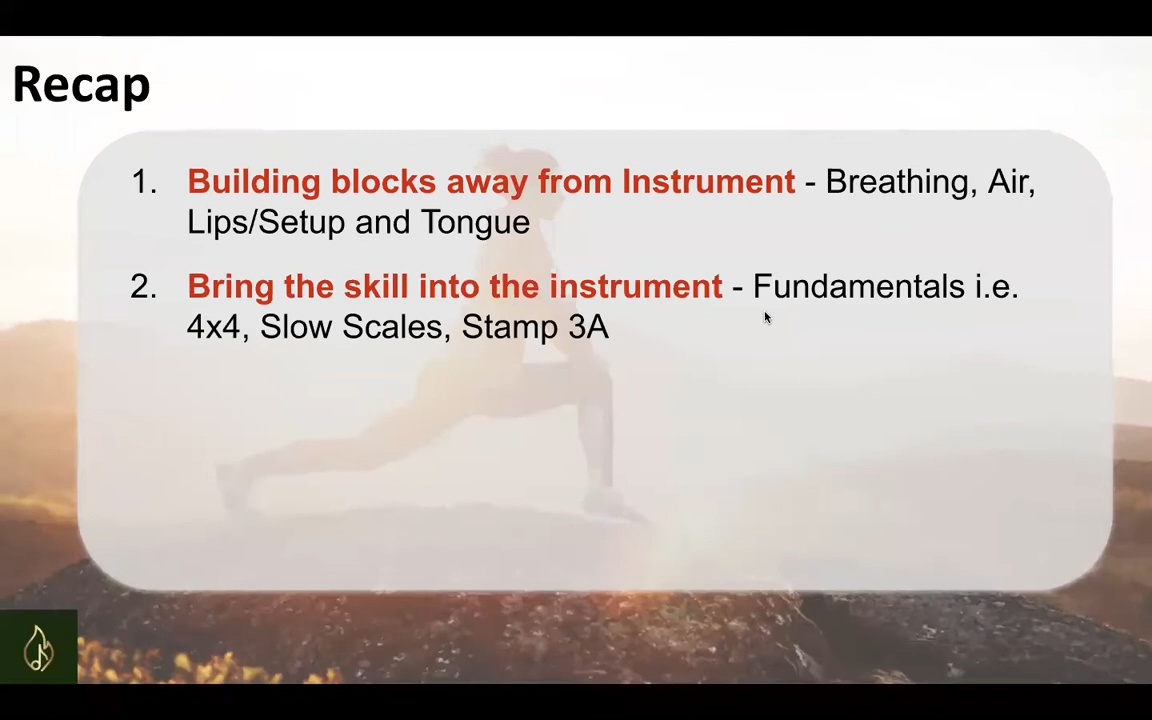 Recap
1. Building blocks away from Instrument - Breathing, Air,
Lips/Setup and Tongue
2. Bring the skill into the instrument - Fundamentals i.e.
4x4, Slow Scales, Stamp 3A